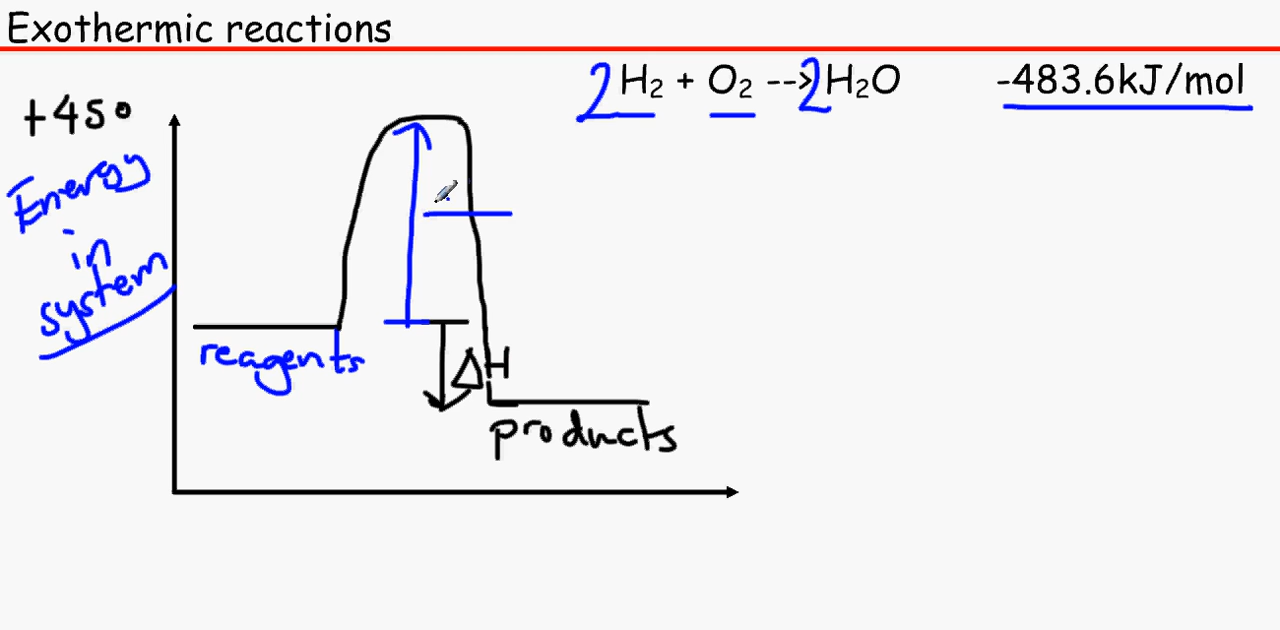 Exothermic reactions
2H₂ + O₂ -->2H₂O -483.6kJ/mol
+450
Energy
in
system
reagents
ΔH
products